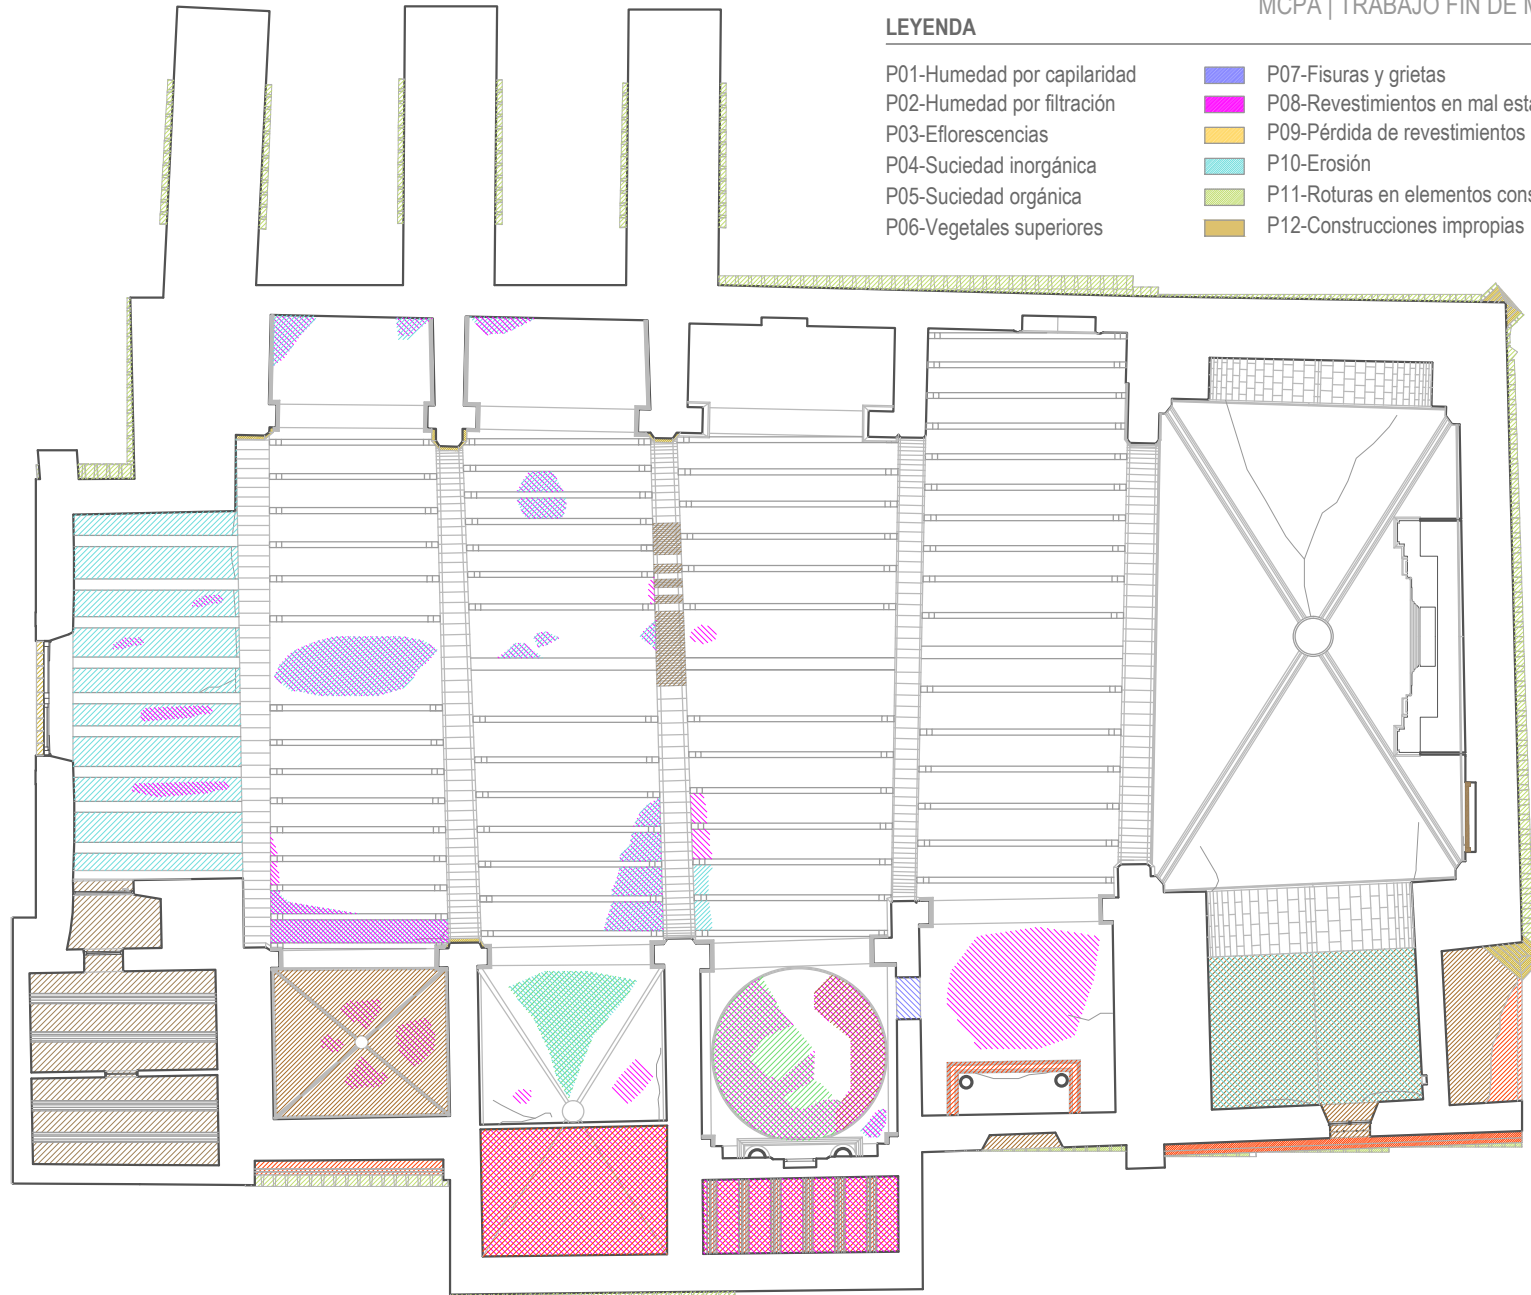 MCPA | TRABAJO FIN DE
LEYENDA
P01-Humedad por capilaridad
P02-Humedad por filtración
P03-Eflorescencias
P04-Suciedad inorgánica
P05-Suciedad orgánica
P06-Vegetales superiores
P07-Fisuras y grietas
P08-Revestimientos en mal
P09-Pérdida de revestimientos
P10-Erosión
P11-Roturas en elementos
P12-Construcciones impropias